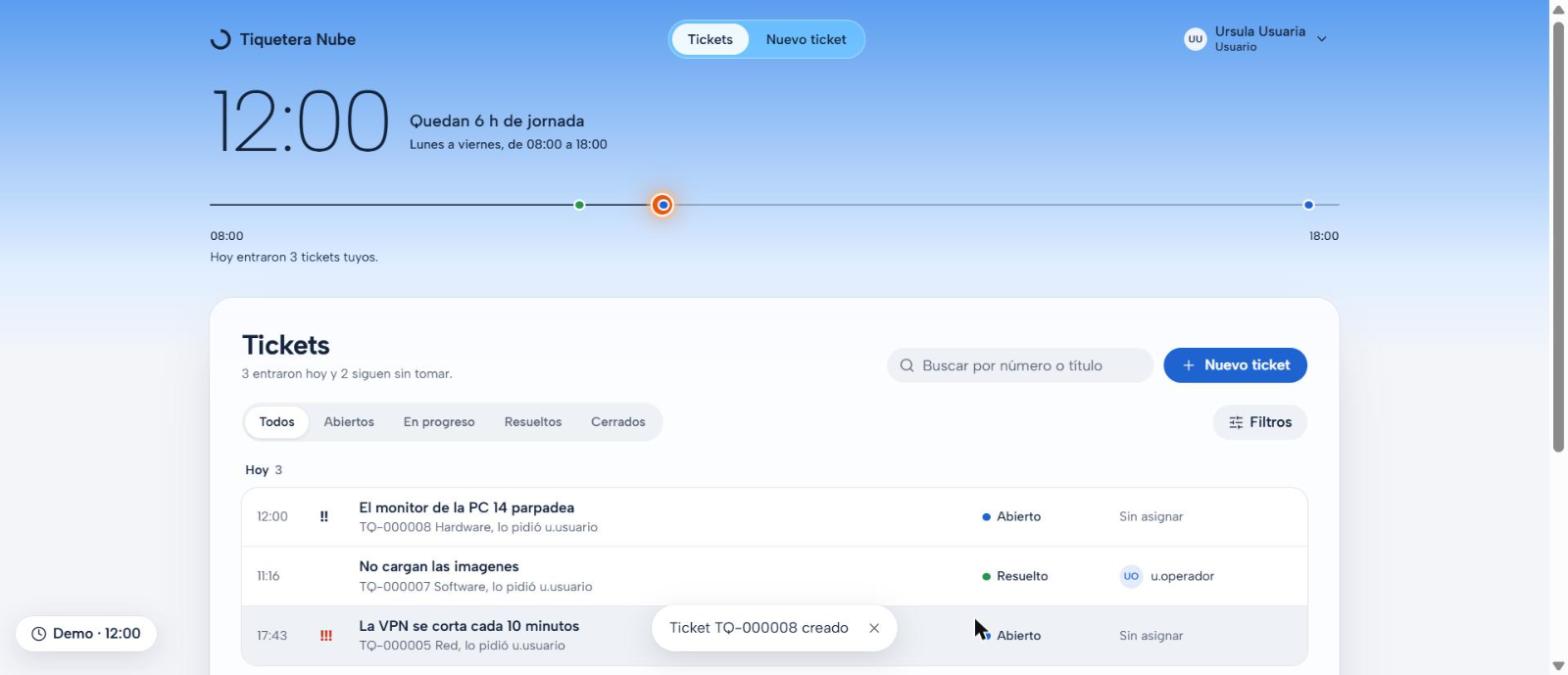 Tiquetera Nube
Tickets
Nuevo ticket
UU
Ursula Usuaria
Usuario
12:00
Quedan 6 h de jornada
Lunes a viernes, de 08:00 a 18:00
08:00
18:00
Hoy entraron 3 tickets tuyos.
Tickets
3 entraron hoy y 2 siguen sin tomar.
Buscar por número o título
+ Nuevo ticket
Todos
Abiertos
En progreso
Resueltos
Cerrados
Filtros
Hoy 3
12:00 !! El monitor de la PC 14 parpadea
TQ-000008 Hardware, lo pidió u.usuario
Abierto
Sin asignar
11:16 No cargan las imagenes
TQ-000007 Software, lo pidió u.usuario
Resuelto
UO u.operador
17:43 !!! La VPN se corta cada 10 minutos
TQ-000005 Red, lo pidió u.usuario
Abierto
Sin asignar
Ticket TQ-000008 creado
Demo · 12:00